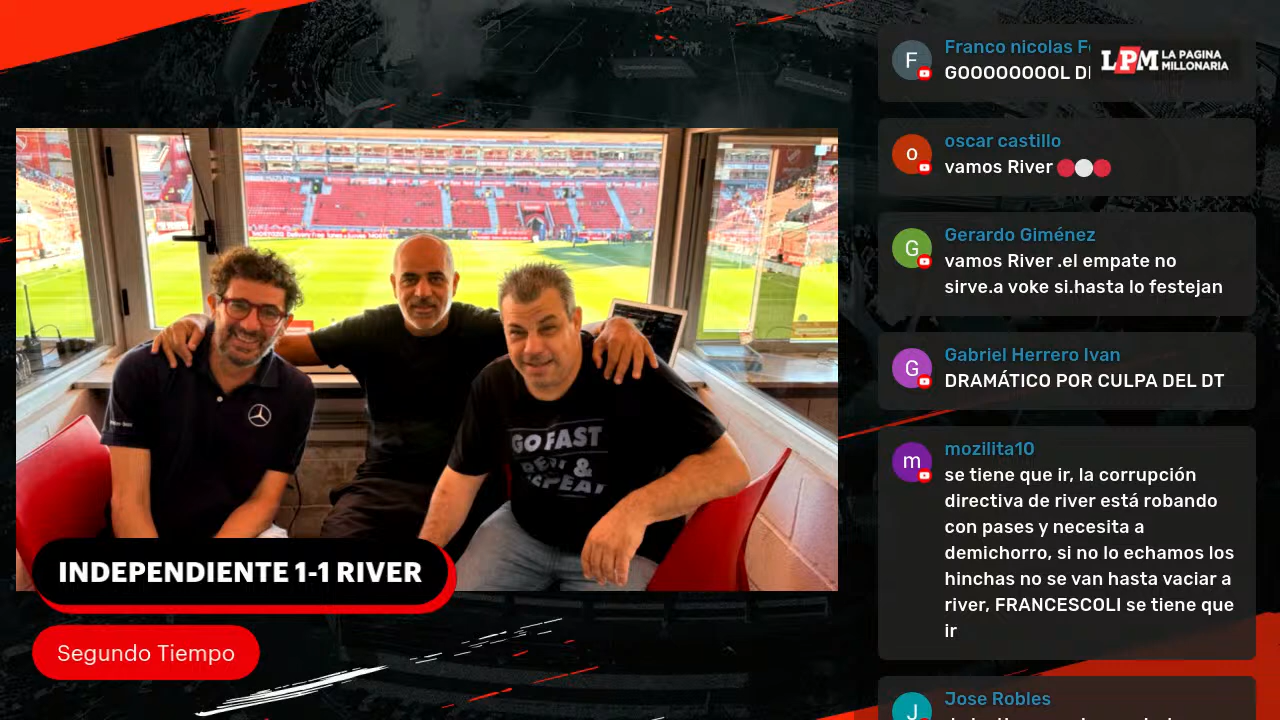 INDEPENDIENTE 1-1 RIVER
Segundo Tiempo
GO FAST
LPM LA PAGINA
MILLONARIA
F
Franco nicolas
GOOOOOOOOL
o
oscar castillo
vamos River
G
Gerardo Giménez
vamos River .el empate no
sirve.a voke si.hasta lo festejan
G
Gabriel Herrero Ivan
DRAMÁTICO POR CULPA DEL DT
m
mozilita10
se tiene que ir, la corrupción
directiva de river está robando
con pases y necesita a
demichorro, si no lo echamos los
hinchas no se van hasta vaciar a
river, FRANCESCOLI se tiene que
ir
J
Jose Robles